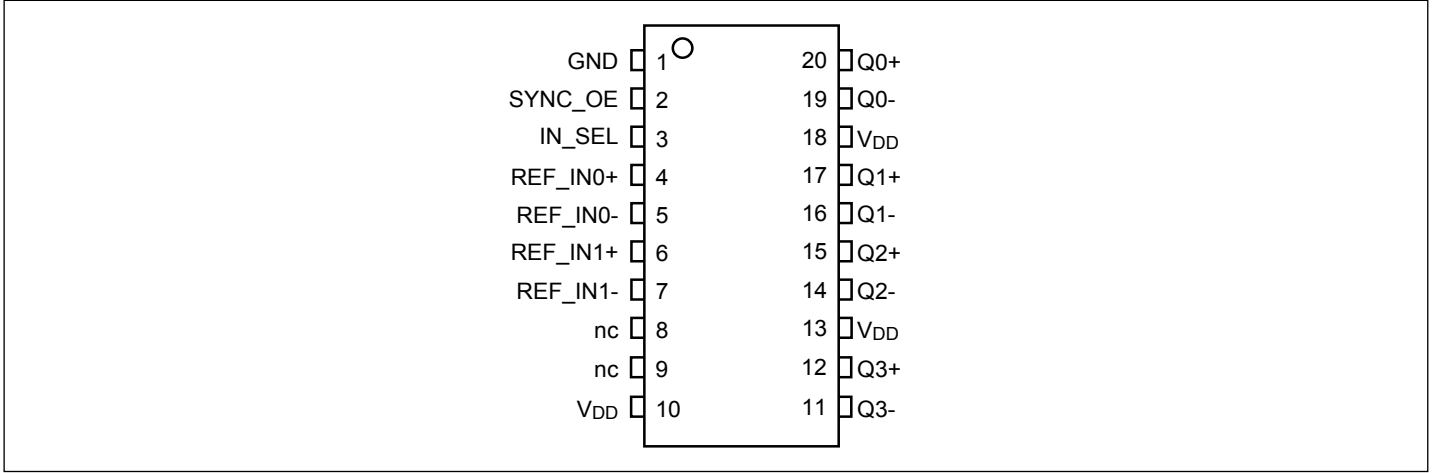 GND 1 20 Q0+
SYNC_OE 2 19 Q0-
IN_SEL 3 18 VDD
REF_IN0+ 4 17 Q1+
REF_IN0- 5 16 Q1-
REF_IN1+ 6 15 Q2+
REF_IN1- 7 14 Q2-
nc 8 13 VDD
nc 9 12 Q3+
VDD 10 11 Q3-